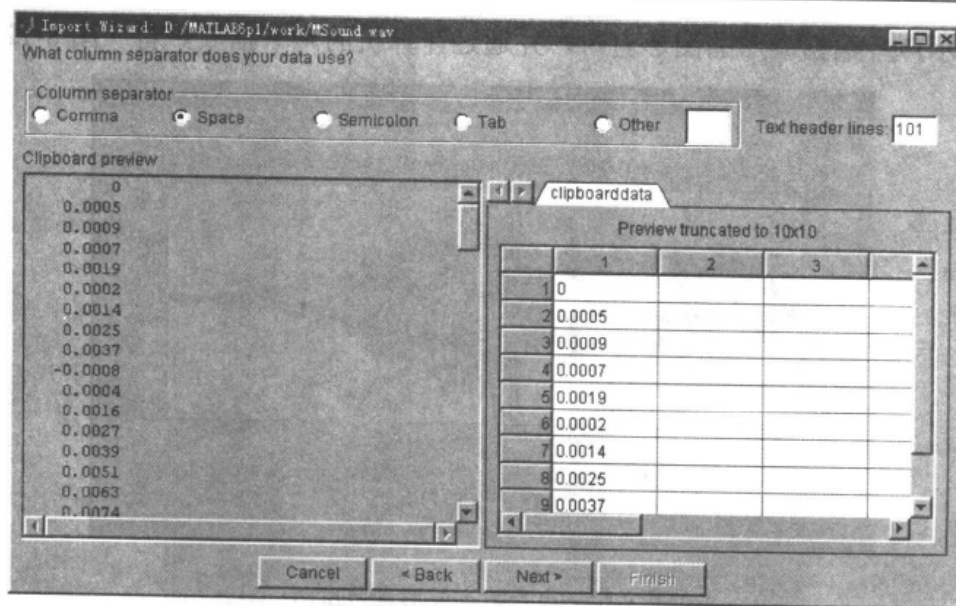 Import Wizard: D:/MATLAB6p1/work/MSound.wav
What column separator does your data use?
Column separator
Comma Space Semicolon Tab Other Text header lines: 101
Clipboard preview
0
0.0005
0.0009
0.0007
0.0019
0.0002
0.0014
0.0025
0.0037
-0.0008
0.0004
0.0016
0.0027
0.0039
0.0051
0.0063
0.0074
clipboarddata
Preview truncated to 10x10
1 2 3
1 0
2 0.0005
3 0.0009
4 0.0007
5 0.0019
6 0.0002
7 0.0014
8 0.0025
9 0.0037
Cancel < Back Next > Finish